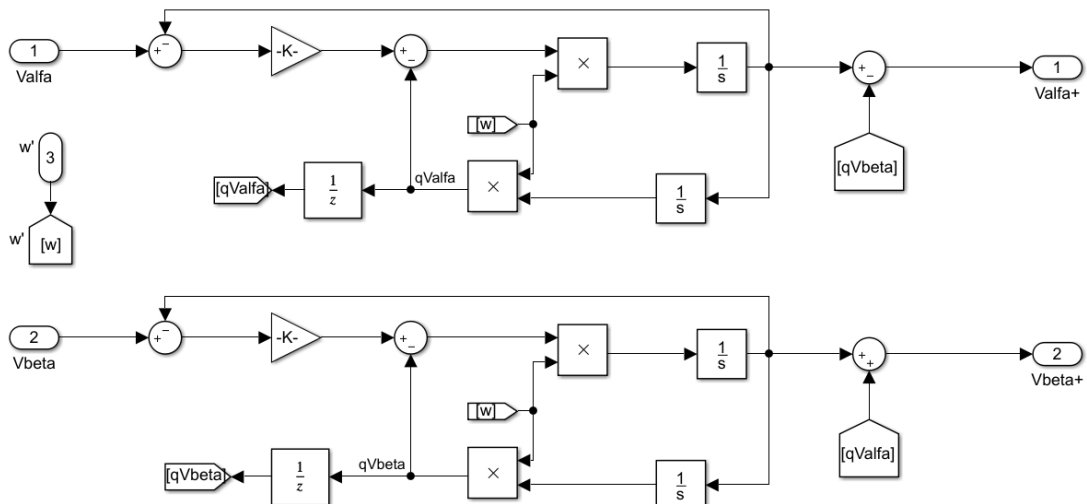 1
Valfa
+
−
-K-
+
−
×
1
s
+
−
1
Valfa+
[w]
[qVbeta]
w'
3
[qValfa]
1
z
qValfa
×
1
s
w'
[w]
2
Vbeta
+
−
-K-
+
−
×
1
s
+
+
2
Vbeta+
[w]
[qValfa]
[qVbeta]
1
z
qVbeta
×
1
s